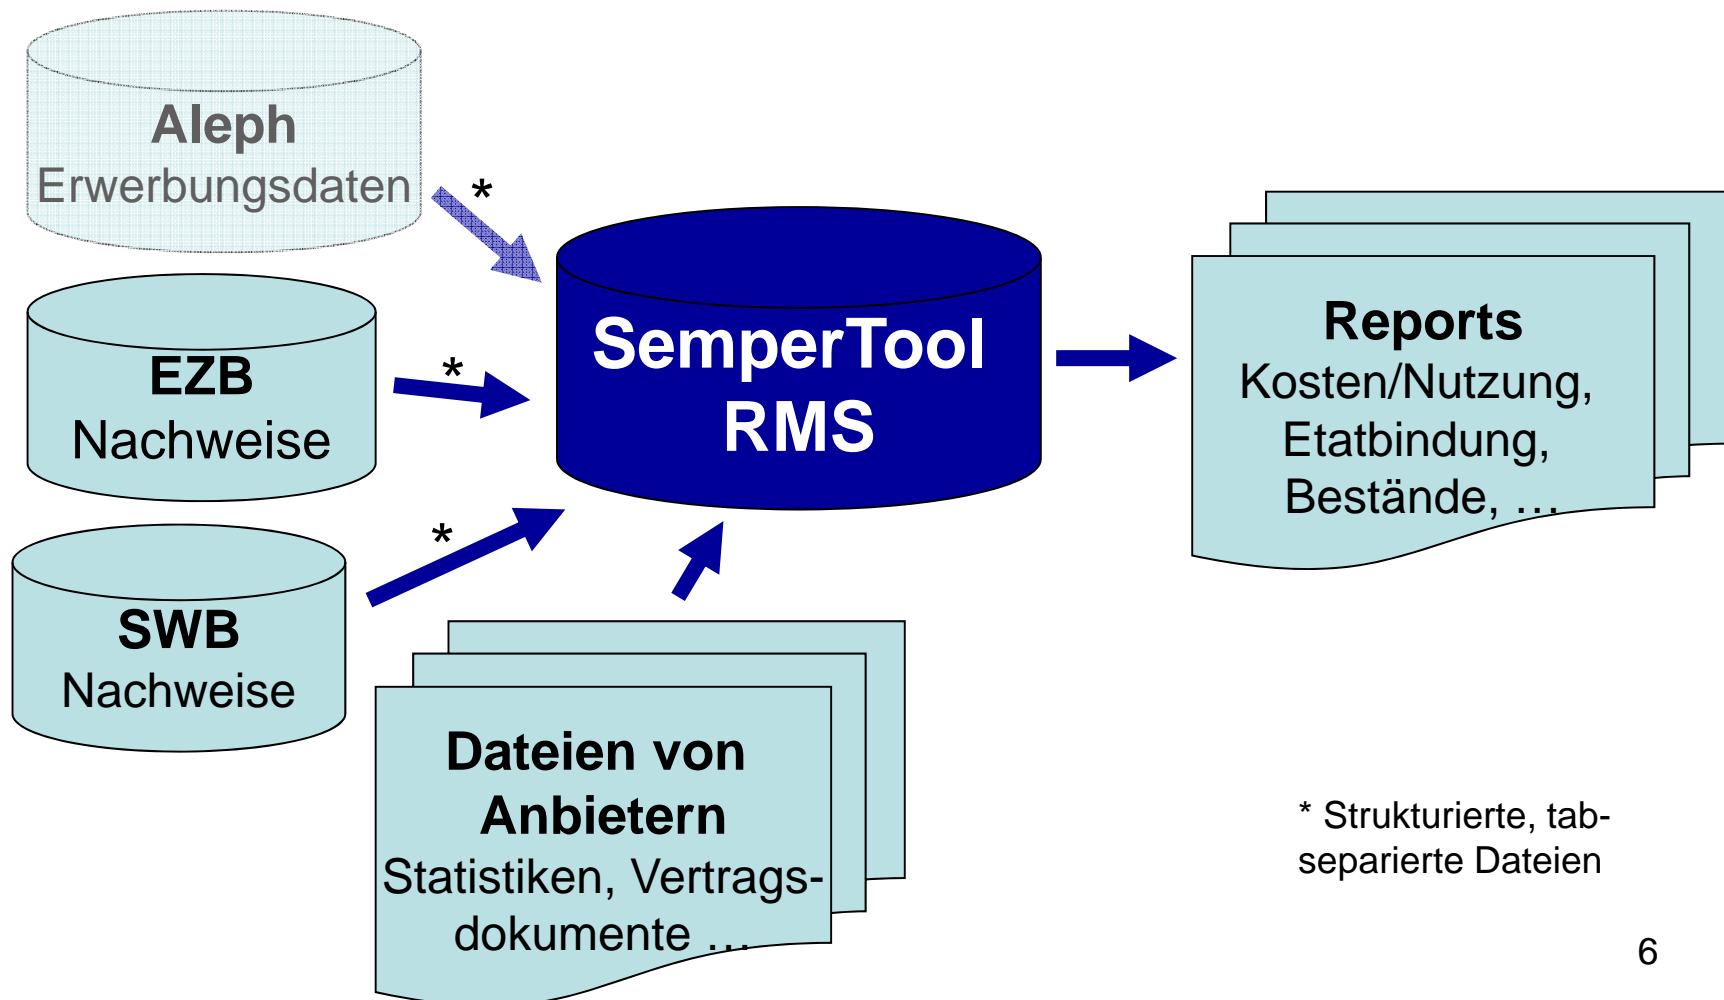 Aleph
Erwerbungsdaten
*
EZB
Nachweise
*
SWB
Nachweise
*
SemperTool
RMS
Dateien von
Anbietern
Statistiken, Vertrags-
dokumente …
Reports
Kosten/Nutzung,
Etatbindung,
Bestände, …
* Strukturierte, tab-
separierte Dateien
6